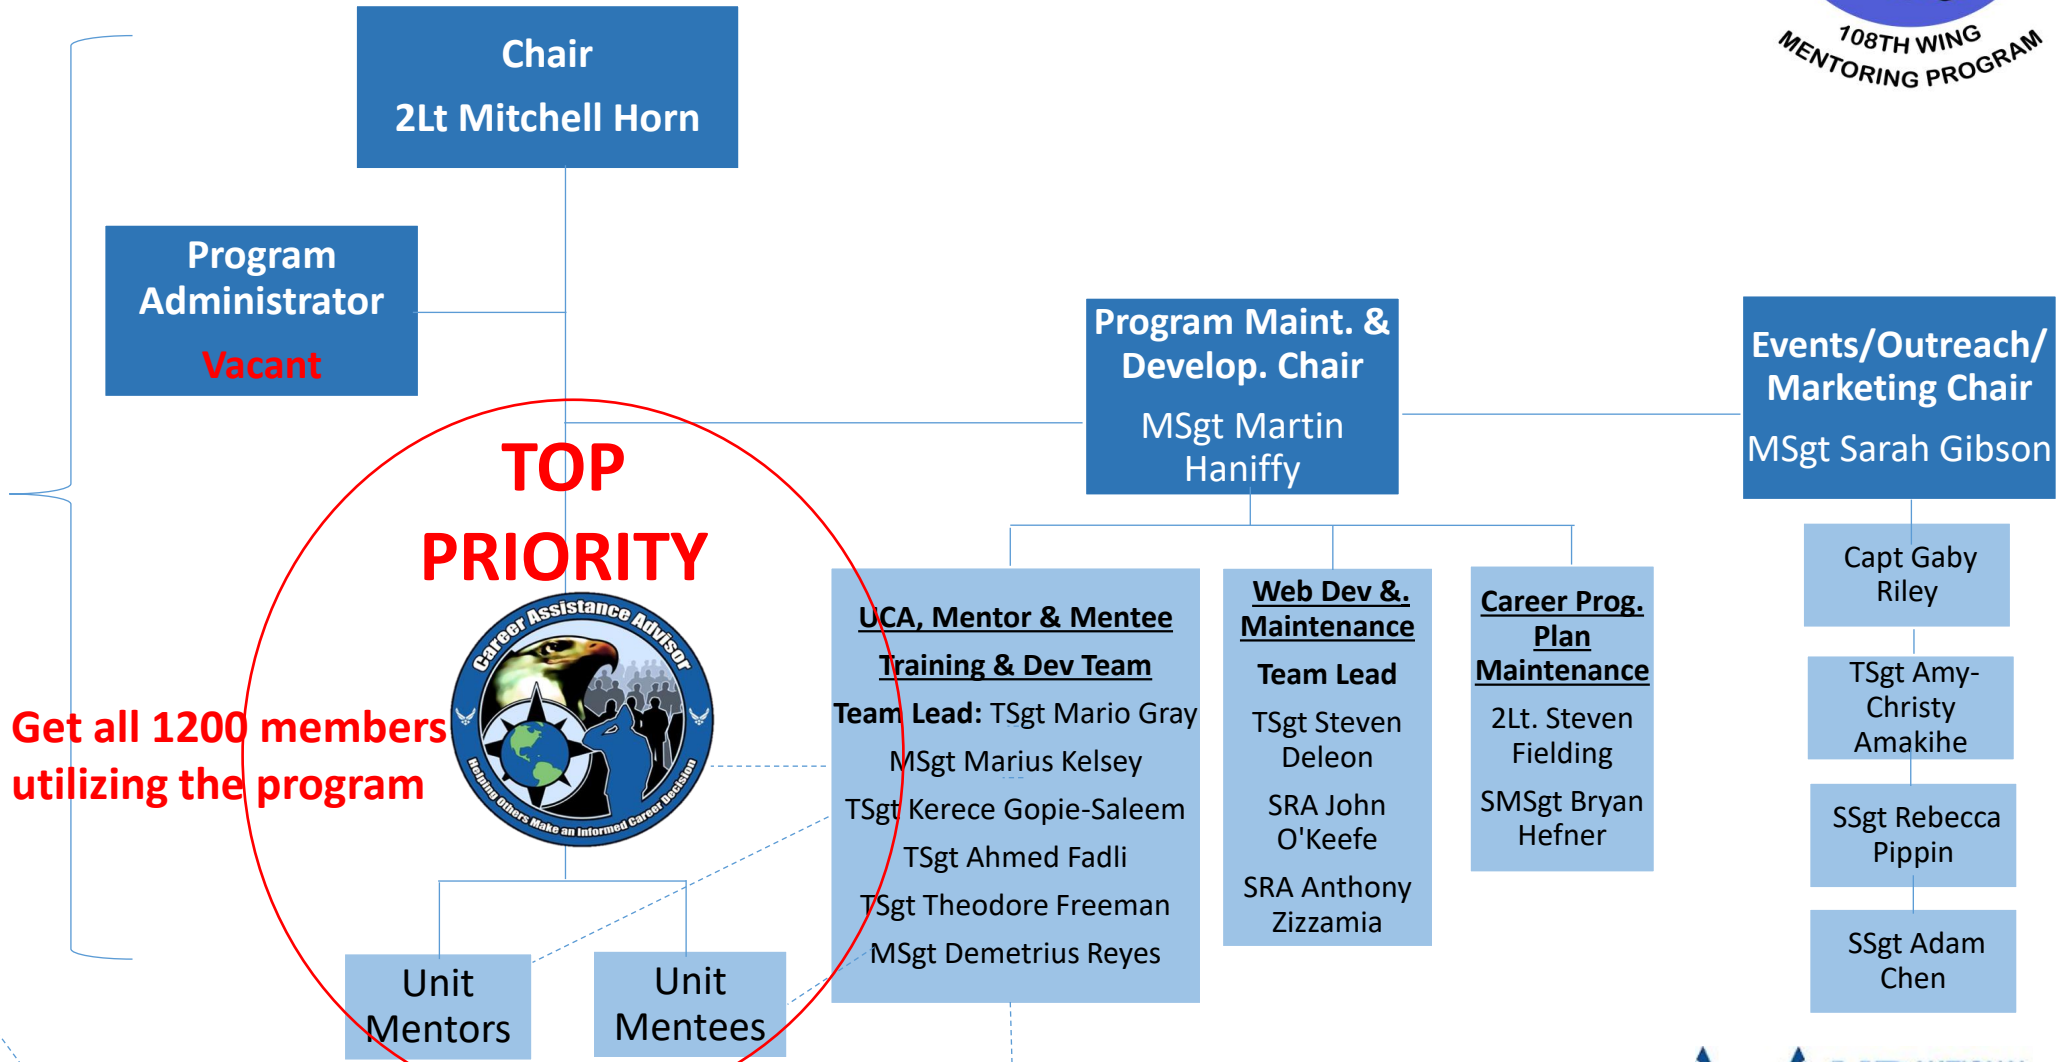 108TH WING
MENTORING PROGRAM
Chair
2Lt Mitchell Horn
Program
Administrator
Vacant
Program Maint. &
Develop. Chair
MSgt Martin
Haniffy
Events/Outreach/
Marketing Chair
MSgt Sarah Gibson
TOP
PRIORITY
Career Assistance Advisor
Helping Others Make an Informed Career Decision
Get all 1200 members
utilizing the program
UCA, Mentor & Mentee
Training & Dev Team
Team Lead: TSgt Mario Gray
MSgt Marius Kelsey
TSgt Kerece Gopie-Saleem
TSgt Ahmed Fadli
TSgt Theodore Freeman
MSgt Demetrius Reyes
Web Dev &.
Maintenance
Team Lead
TSgt Steven
Deleon
SRA John
O'Keefe
SRA Anthony
Zizzamia
Career Prog.
Plan
Maintenance
2Lt. Steven
Fielding
SMSgt Bryan
Hefner
Capt Gaby
Riley
TSgt Amy-
Christy
Amakihe
SSgt Rebecca
Pippin
SSgt Adam
Chen
Unit
Mentors
Unit
Mentees